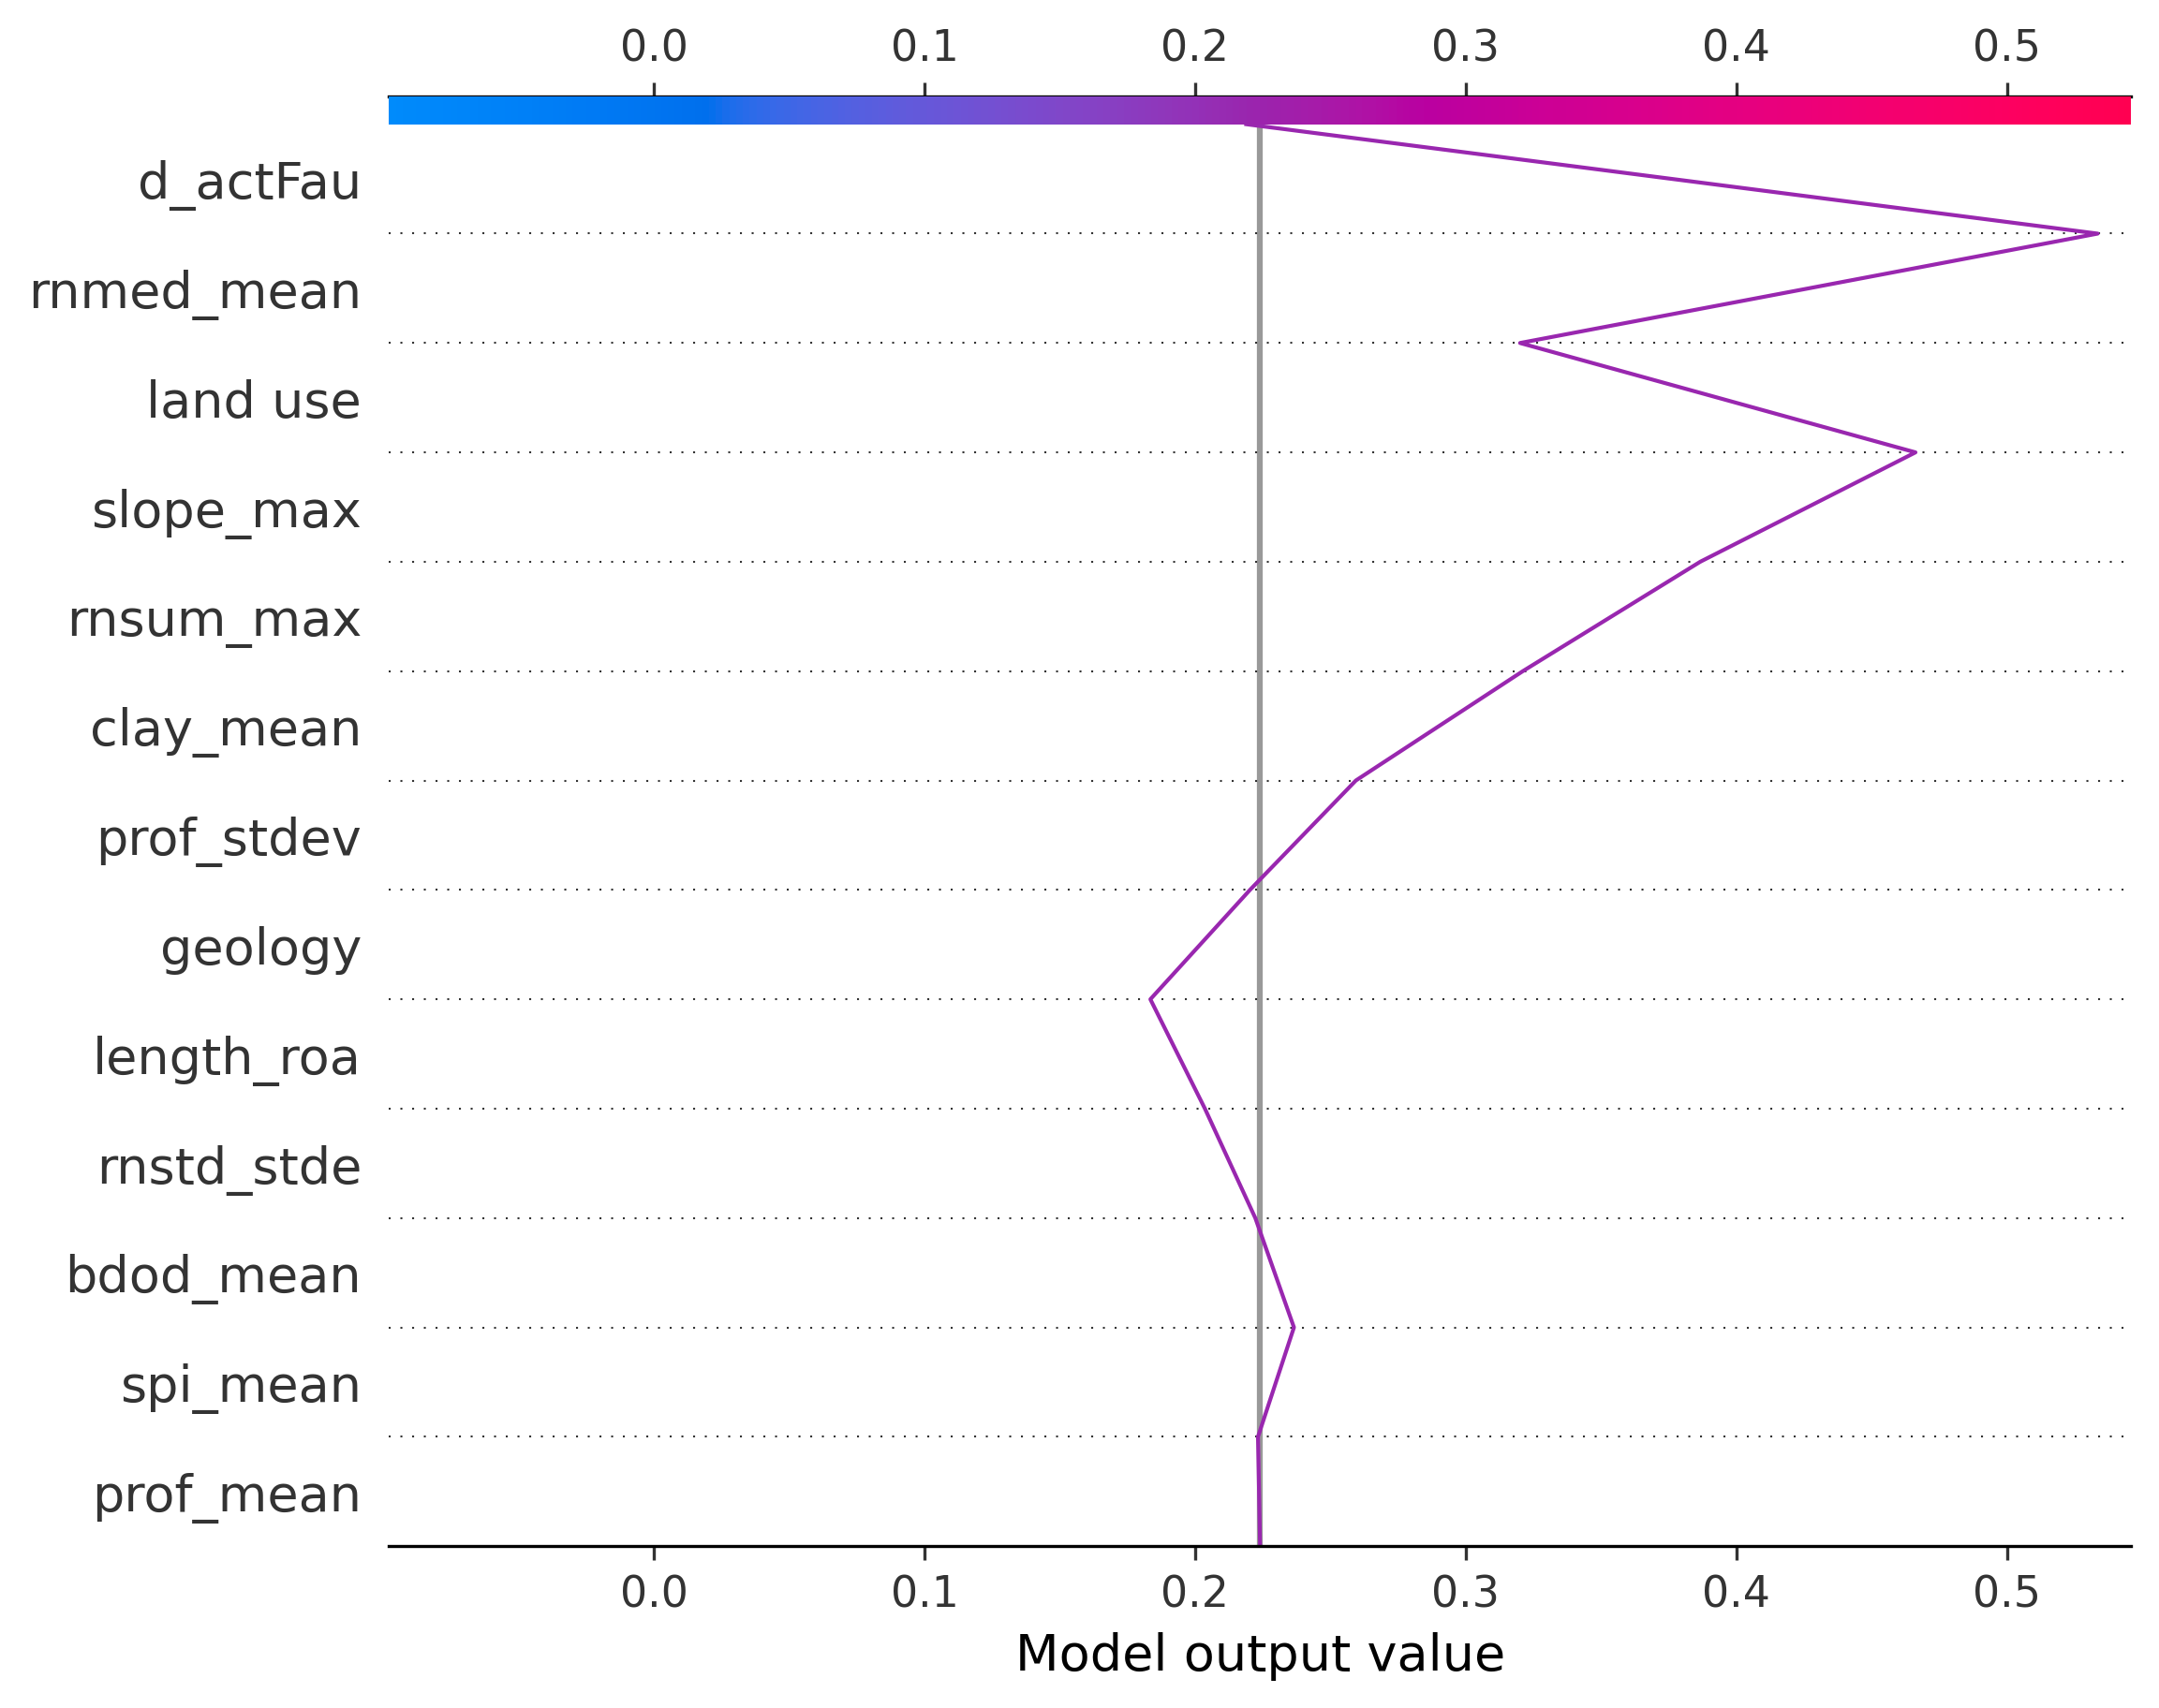 0.0 0.1 0.2 0.3 0.4 0.5
d_actFau
rnmed_mean
land use
slope_max
rnsum_max
clay_mean
prof_stdev
geology
length_roa
rnstd_stde
bdod_mean
spi_mean
prof_mean
0.0 0.1 0.2 0.3 0.4 0.5
Model output value